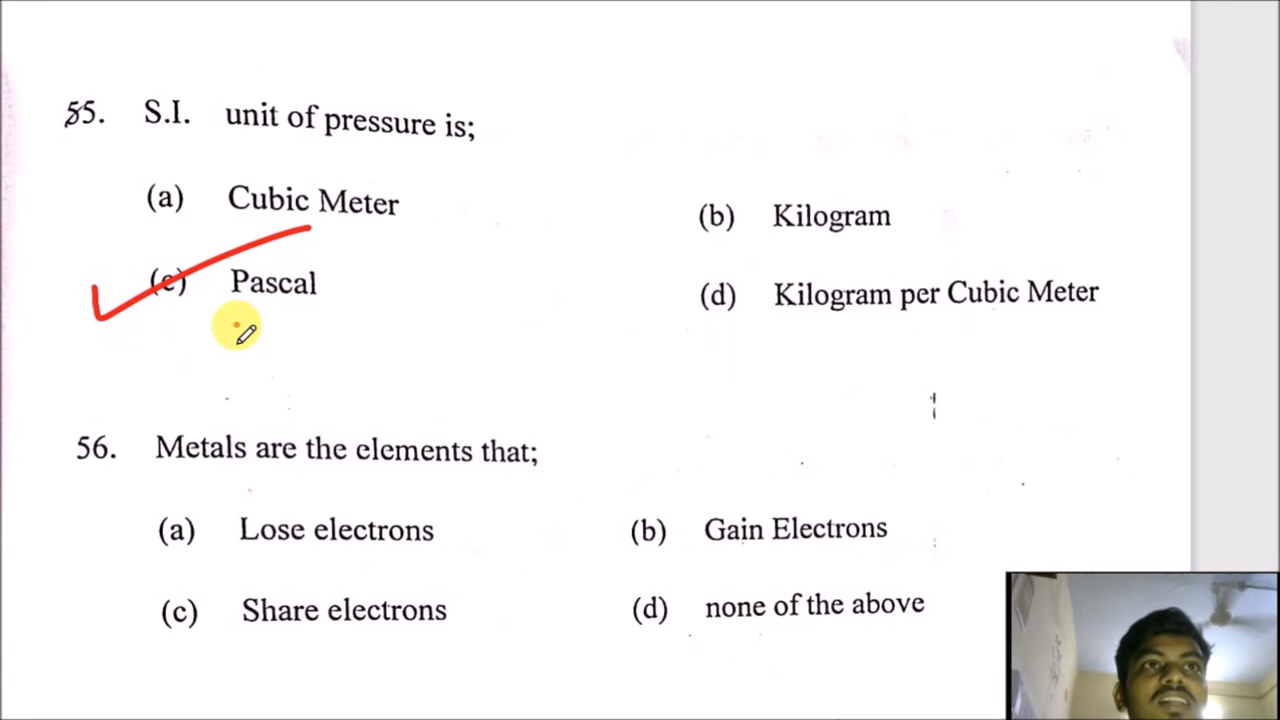 55. S.I. unit of pressure is;
(a) Cubic Meter (b) Kilogram
(c) Pascal (d) Kilogram per Cubic Meter
56. Metals are the elements that;
(a) Lose electrons (b) Gain Electrons
(c) Share electrons (d) none of the above